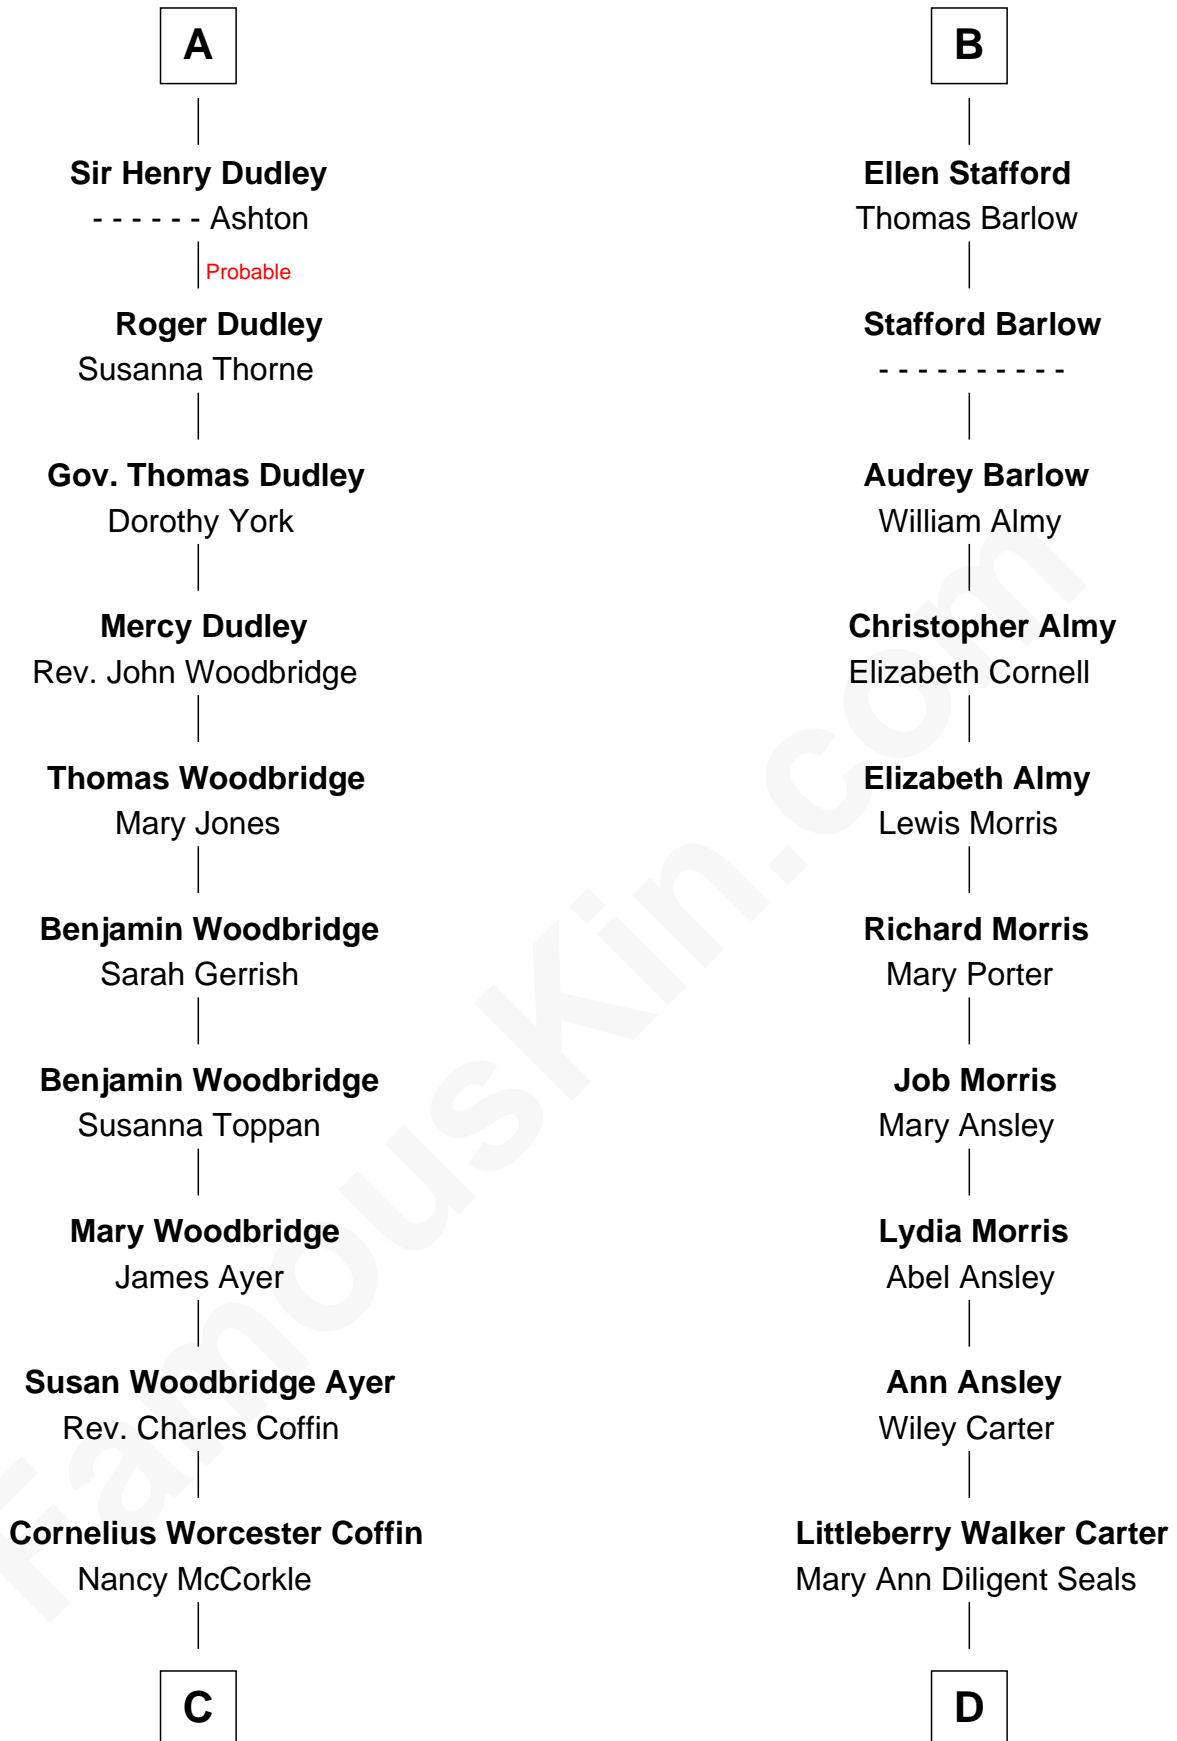 A
Sir Henry Dudley
- - - - - - Ashton
Probable
Roger Dudley
Susanna Thorne
Gov. Thomas Dudley
Dorothy York
Mercy Dudley
Rev. John Woodbridge
Thomas Woodbridge
Mary Jones
Benjamin Woodbridge
Sarah Gerrish
Benjamin Woodbridge
Susanna Toppan
Mary Woodbridge
James Ayer
Susan Woodbridge Ayer
Rev. Charles Coffin
Cornelius Worcester Coffin
Nancy McCorkle
C
B
Ellen Stafford
Thomas Barlow
Stafford Barlow
- - - - - - - - - -
Audrey Barlow
William Almy
Christopher Almy
Elizabeth Cornell
Elizabeth Almy
Lewis Morris
Richard Morris
Mary Porter
Job Morris
Mary Ansley
Lydia Morris
Abel Ansley
Ann Ansley
Wiley Carter
Littleberry Walker Carter
Mary Ann Diligent Seals
D
FamousKin.com